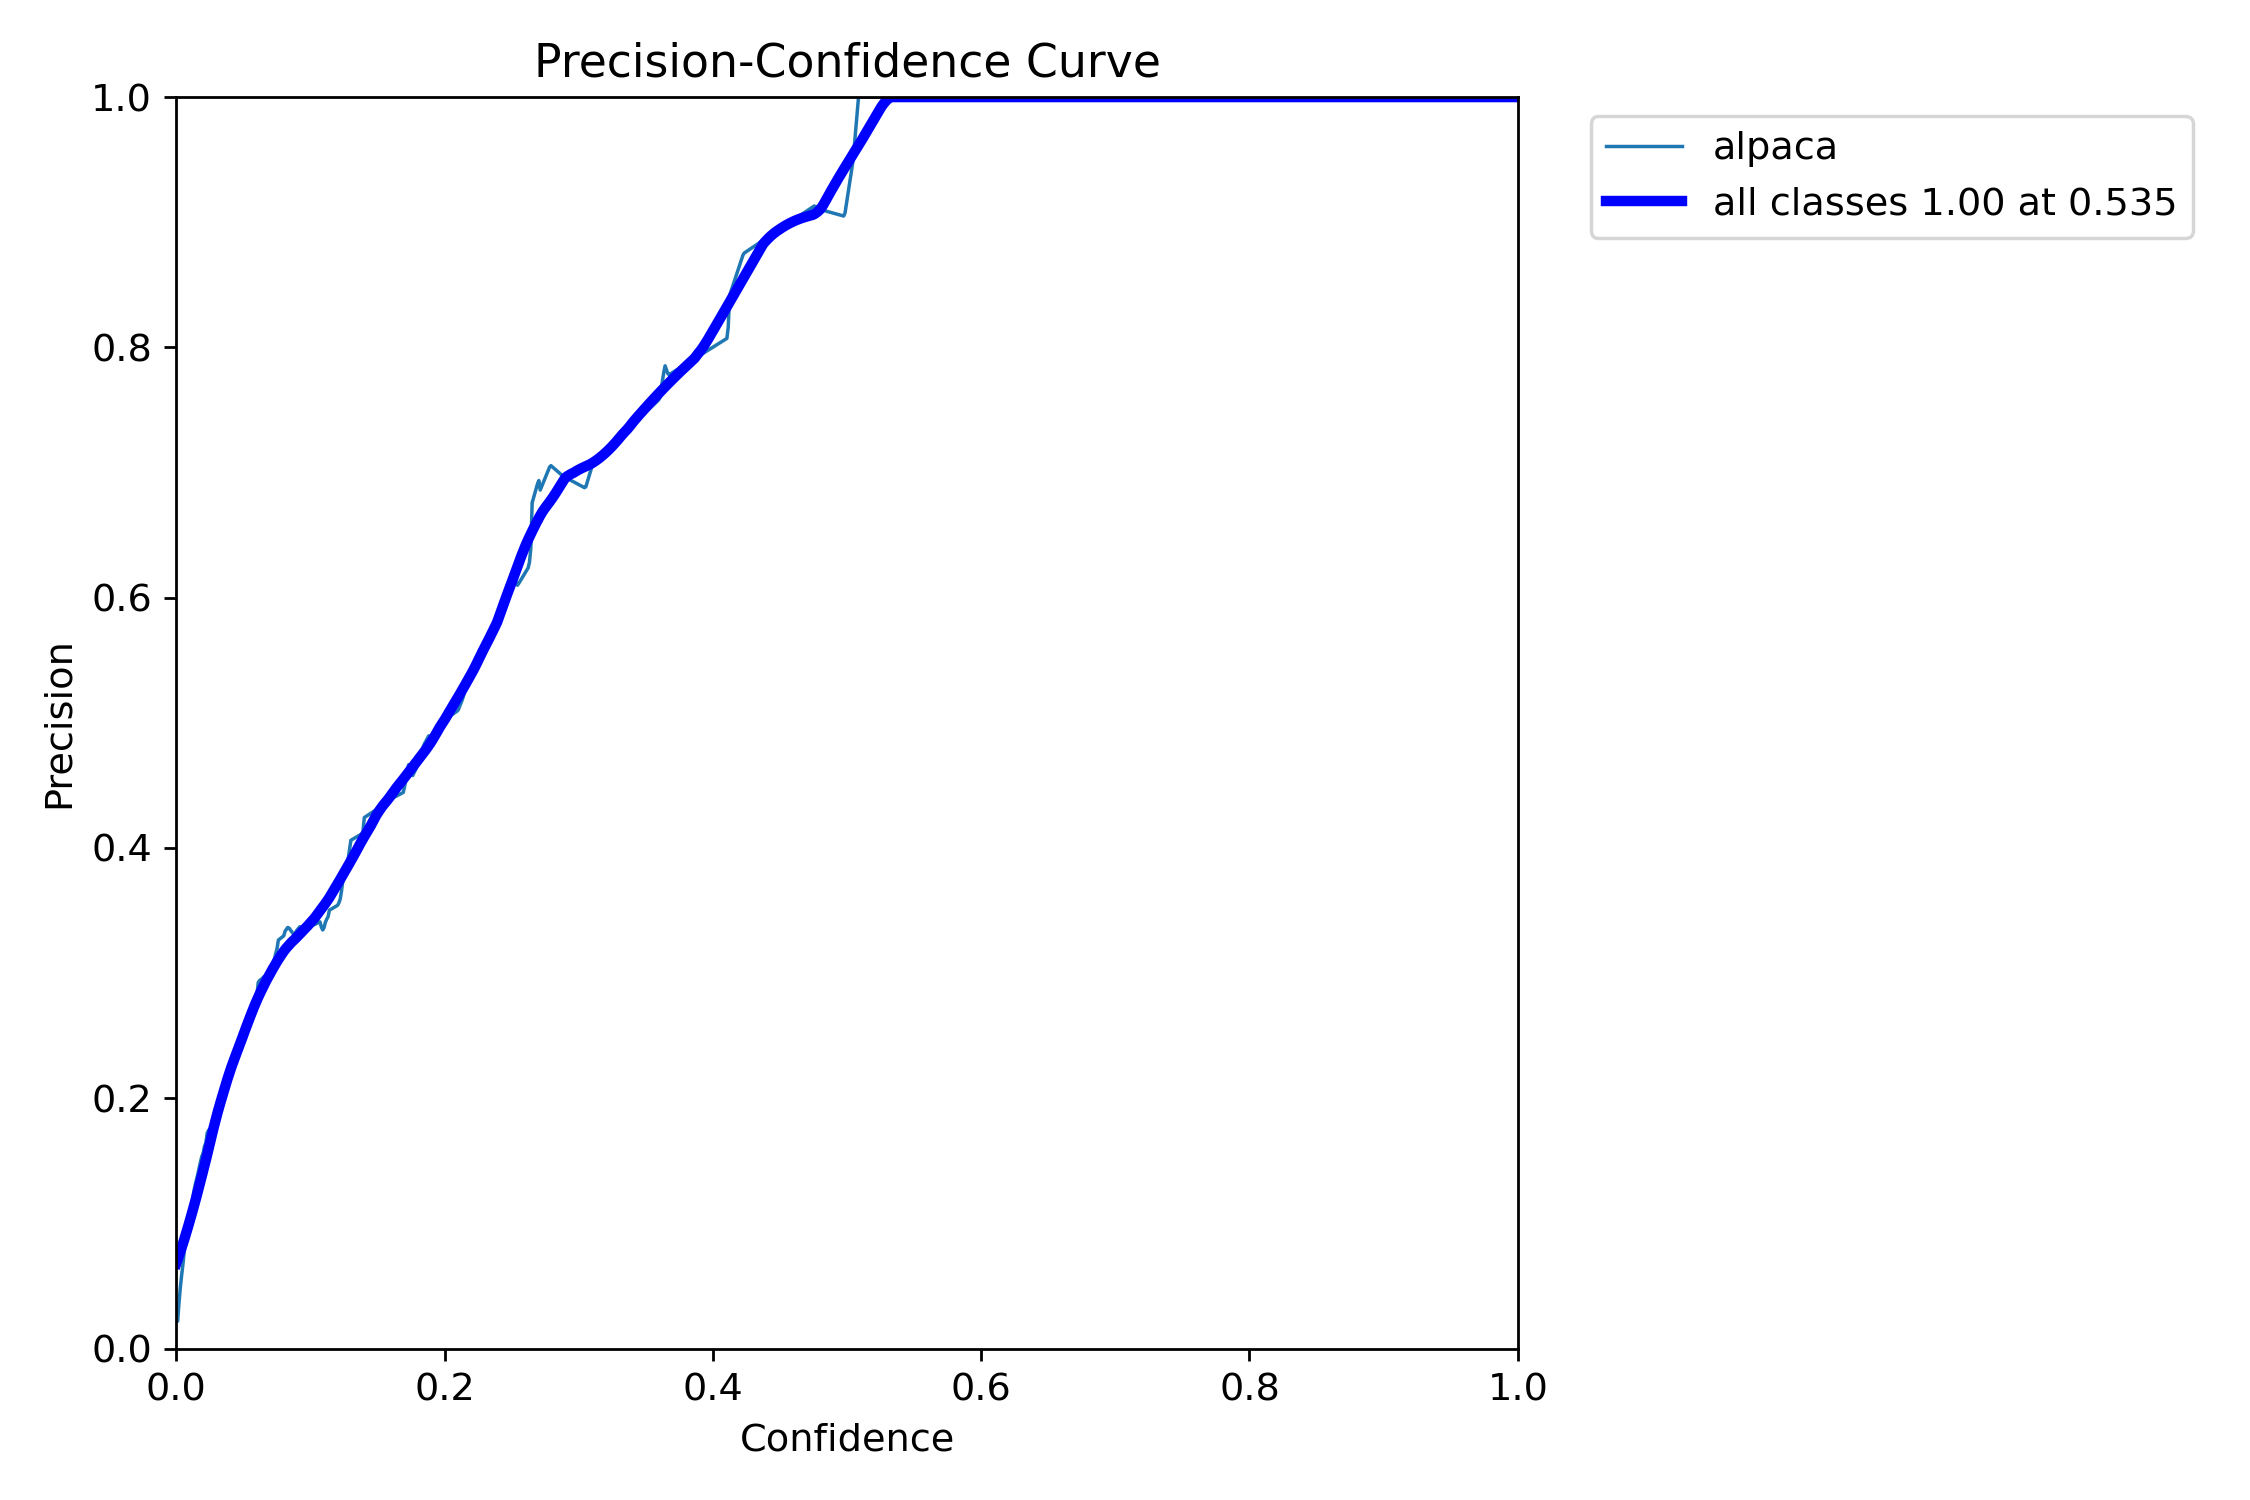 Precision-Confidence Curve
1.0
0.8
0.6
0.4
0.2
0.0
Precision
0.0 0.2 0.4 0.6 0.8 1.0
Confidence
alpaca
all classes 1.00 at 0.535